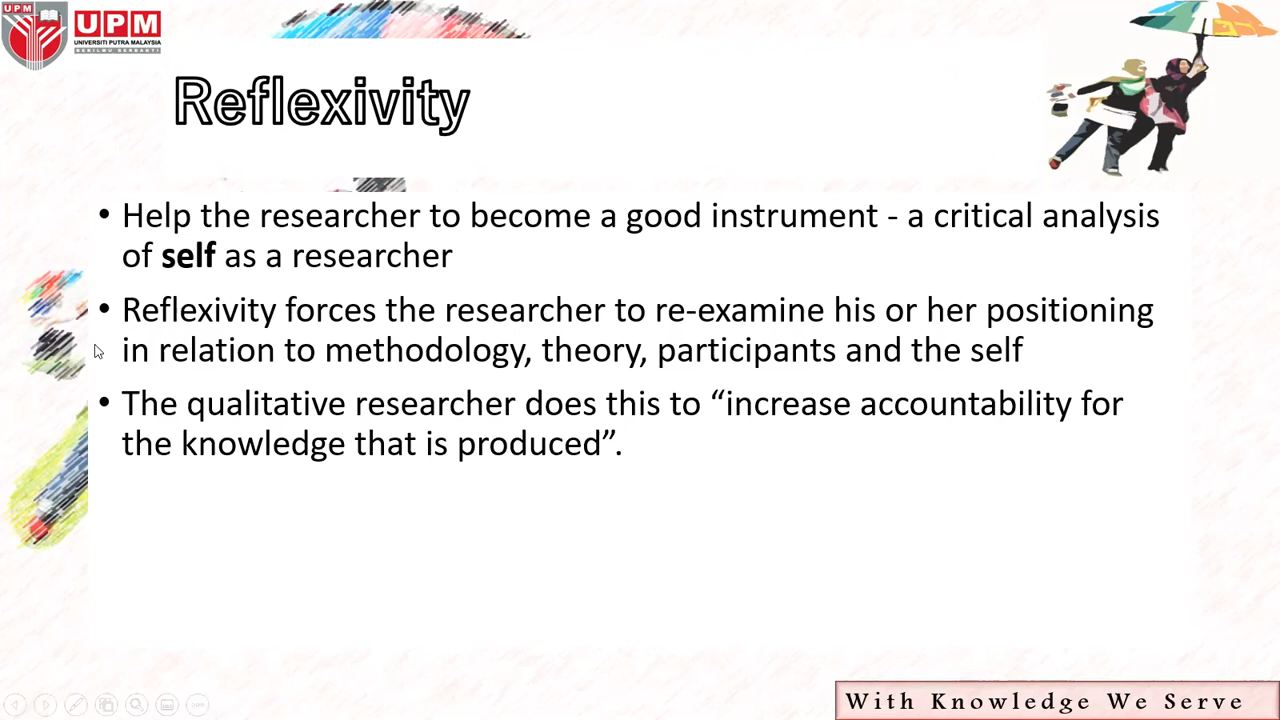 UPM
UPM
UNIVERSITI PUTRA MALAYSIA
BERILMU BERBAKTI
Reflexivity
• Help the researcher to become a good instrument - a critical analysis
of self as a researcher
• Reflexivity forces the researcher to re-examine his or her positioning
in relation to methodology, theory, participants and the self
• The qualitative researcher does this to “increase accountability for
the knowledge that is produced”.
With Knowledge We Serve